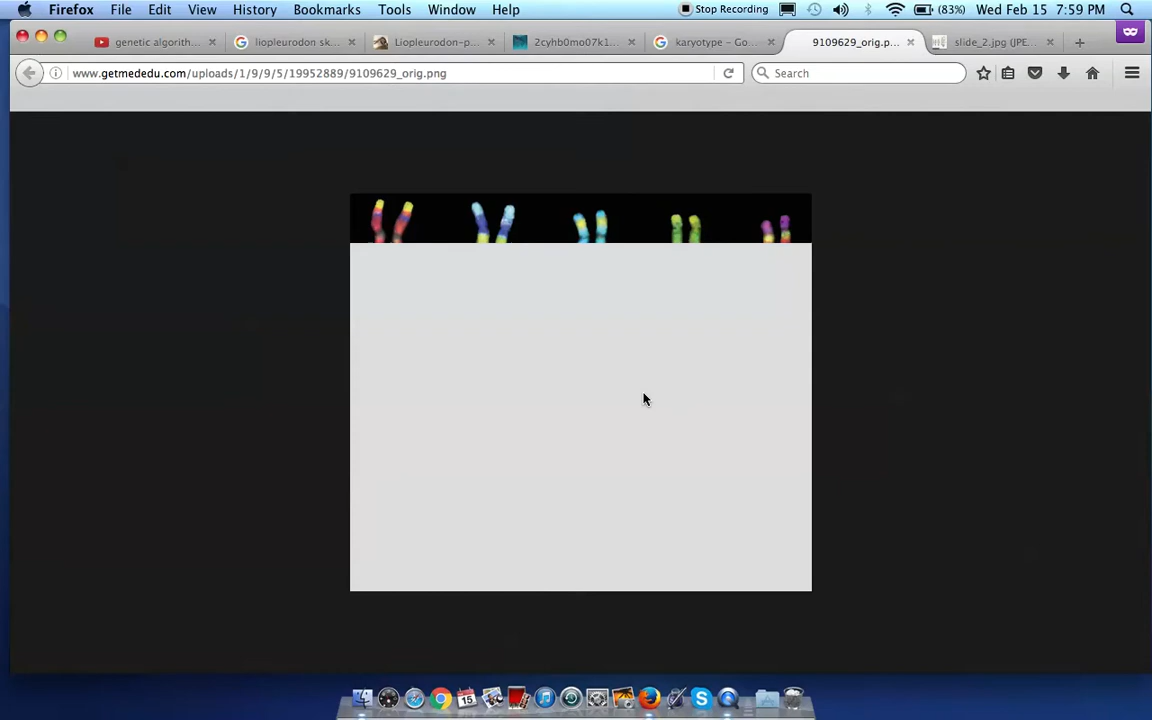 Firefox File Edit View History Bookmarks Tools Window Help Stop Recording (83%) Wed Feb 15 7:59 PM
genetic algorith... liopleurodon sk... Liopleurodon-p... 2cyhb0mo07k1... karyotype - Go... 9109629_orig.p... slide_2.jpg (JPE...
www.getmededu.com/uploads/1/9/9/5/19952889/9109629_orig.png Search
15